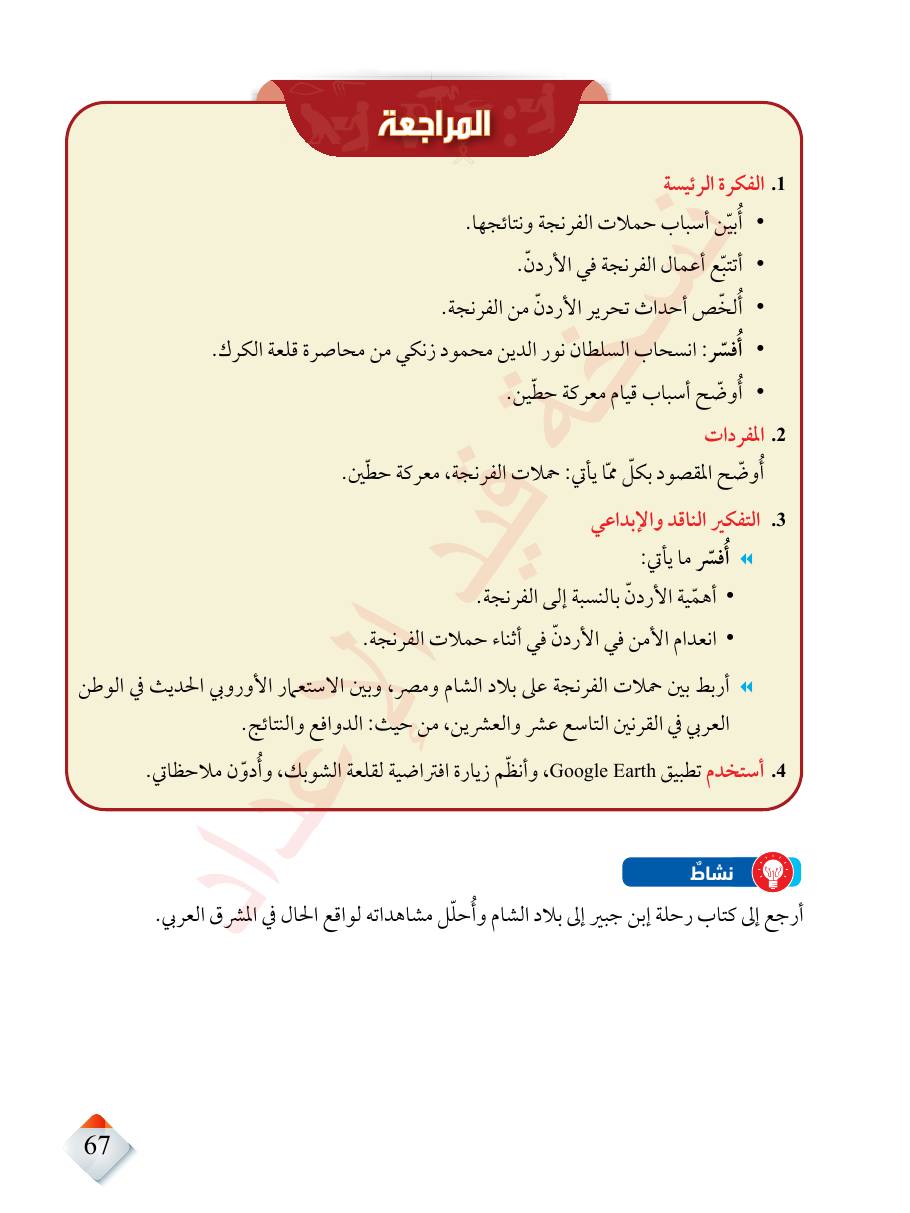 المراجعة
1. الفكرة الرئيسة
• أُبيّن أسباب حملات الفرنجة ونتائجها.
• أتتبّع أعمال الفرنجة في الأردنّ.
• أُلخّص أحداث تحرير الأردنّ من الفرنجة.
• أُفسّر: انسحاب السلطان نور الدين محمود زنكي من محاصرة قلعة الكرك.
• أُوضّح أسباب قيام معركة حطّين.
2. المفردات
أُوضّح المقصود بكلّ ممّا يأتي: حملات الفرنجة، معركة حطّين.
3. التفكير الناقد والإبداعي
أُفسّر ما يأتي:
• أهمّية الأردنّ بالنسبة إلى الفرنجة.
• انعدام الأمن في الأردنّ في أثناء حملات الفرنجة.
أربط بين حملات الفرنجة على بلاد الشام ومصر، وبين الاستعمار الأوروبي الحديث في الوطن
العربي في القرنين التاسع عشر والعشرين، من حيث: الدوافع والنتائج.
4. أستخدم تطبيق Google Earth، وأنظّم زيارة افتراضية لقلعة الشوبك، وأُدوّن ملاحظاتي.
نشاطٌ
أرجع إلى كتاب رحلة إبن جبير إلى بلاد الشام وأُحلّل مشاهداته لواقع الحال في المشرق العربي.
67
نسخة قيد الإعداد